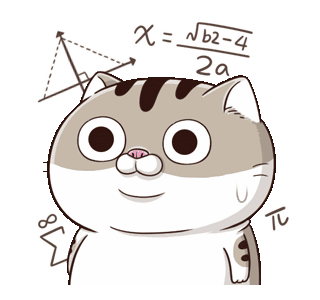 x = √b2-4 / 2a
π
∞
Σ